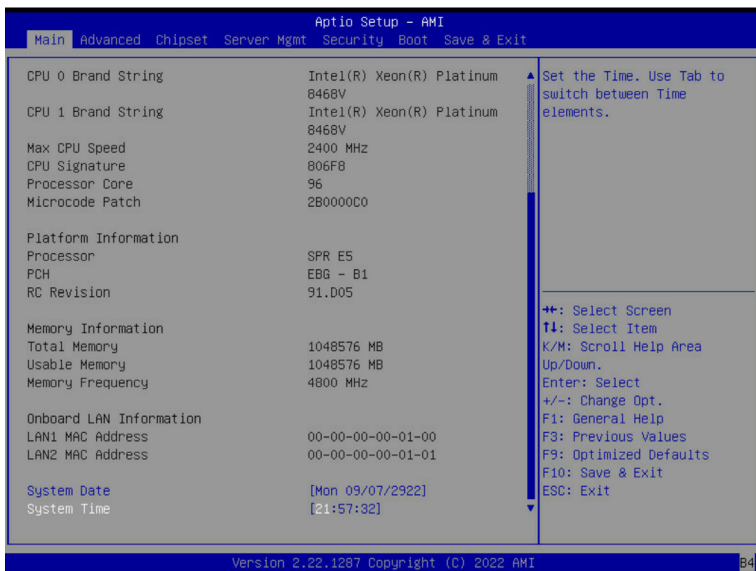 Aptio Setup - AMI
Main Advanced Chipset Server Mgmt Security Boot Save & Exit
CPU 0 Brand String Intel(R) Xeon(R) Platinum
8468V
CPU 1 Brand String Intel(R) Xeon(R) Platinum
8468V
Max CPU Speed 2400 MHz
CPU Signature 806F8
Processor Core 96
Microcode Patch 2B0000C0
Platform Information
Processor SPR E5
PCH EBG - B1
RC Revision 91.D05
Memory Information
Total Memory 1048576 MB
Usable Memory 1048576 MB
Memory Frequency 4800 MHz
Onboard LAN Information
LAN1 MAC Address 00-00-00-00-01-00
LAN2 MAC Address 00-00-00-00-01-01
System Date [Mon 09/07/2922]
System Time [21:57:32]
Set the Time. Use Tab to
switch between Time
elements.
→←: Select Screen
↑↓: Select Item
K/M: Scroll Help Area
Up/Down.
Enter: Select
+/-: Change Opt.
F1: General Help
F3: Previous Values
F9: Optimized Defaults
F10: Save & Exit
ESC: Exit
Version 2.22.1287 Copyright (C) 2022 AMI
B4